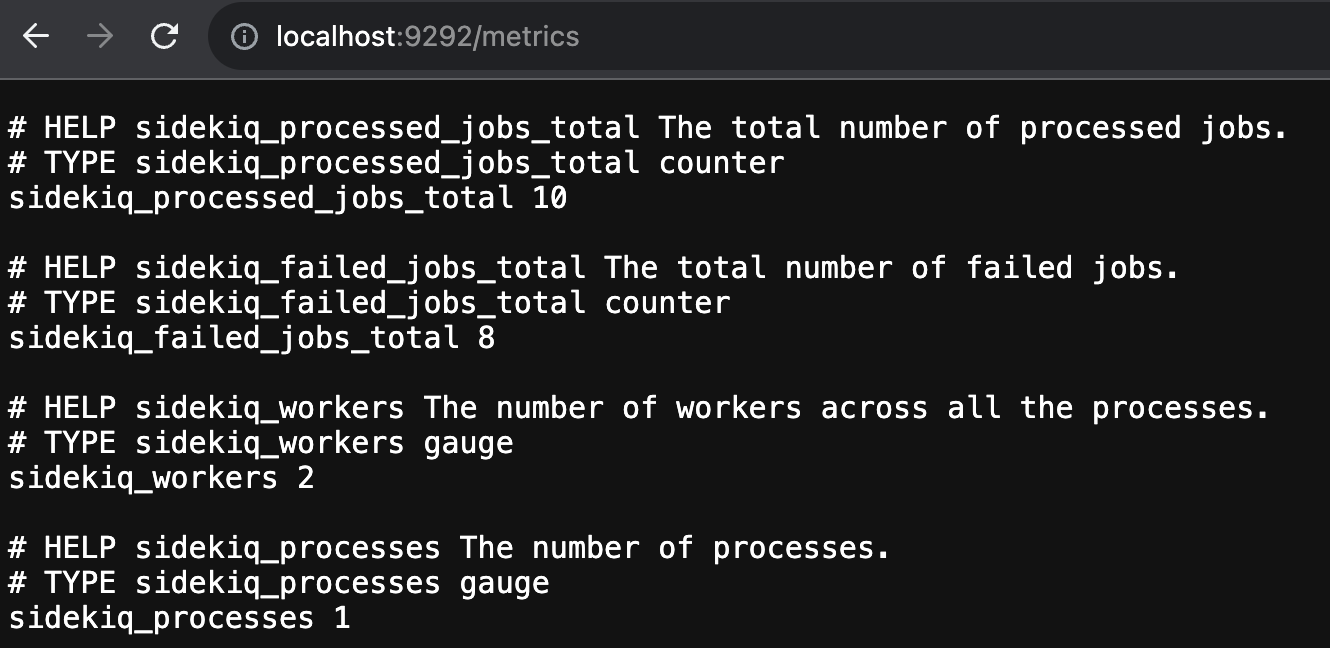 localhost:9292/metrics
# HELP sidekiq_processed_jobs_total The total number of processed jobs.
# TYPE sidekiq_processed_jobs_total counter
sidekiq_processed_jobs_total 10
# HELP sidekiq_failed_jobs_total The total number of failed jobs.
# TYPE sidekiq_failed_jobs_total counter
sidekiq_failed_jobs_total 8
# HELP sidekiq_workers The number of workers across all the processes.
# TYPE sidekiq_workers gauge
sidekiq_workers 2
# HELP sidekiq_processes The number of processes.
# TYPE sidekiq_processes gauge
sidekiq_processes 1